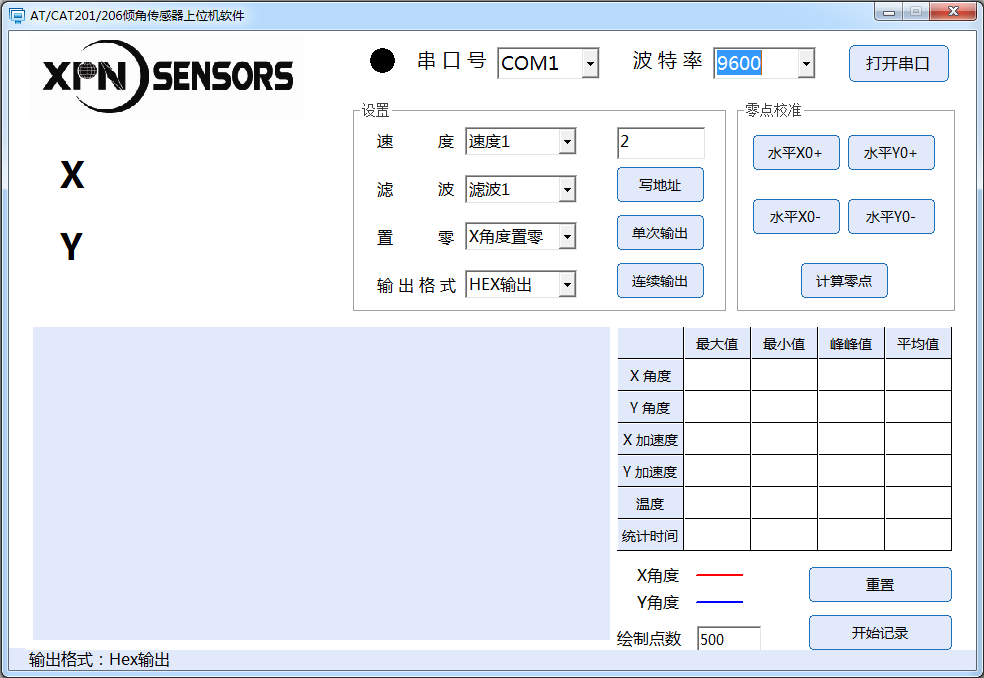 AT/CAT201/206倾角传感器上位机软件
XPN SENSORS
串 口 号 COM1 波 特 率 9600 打开串口
设置 零点校准
速 度 速度1 2
水平X0+ 水平Y0+
滤 波 滤波1 写地址
水平X0- 水平Y0-
置 零 X角度置零 单次输出
输 出 格 式 HEX输出 连续输出 计算零点
X
Y
最大值 最小值 峰峰值 平均值
X 角度
Y 角度
X 加速度
Y 加速度
温度
统计时间
X角度
Y角度
重置
绘制点数 500
开始记录
输出格式：Hex输出